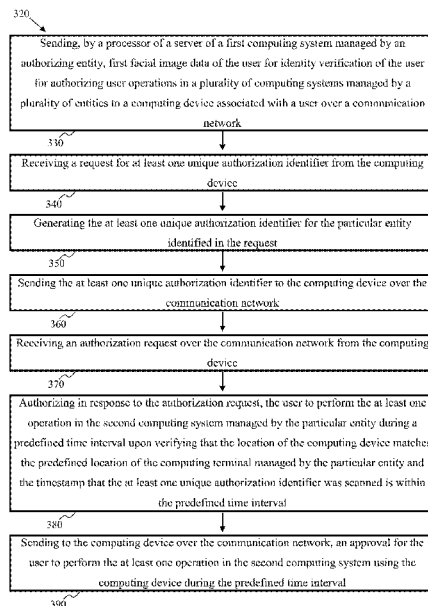 320
Sending, by a processor of a server of a first computing system managed by an
authorizing entity, first facial image data of the user for identity verification of the user
for authorizing user operations in a plurality of computing systems managed by a
plurality of entities to a computing device associated with a user over a communication
network
330
Receiving a request for at least one unique authorization identifier from the computing
device
340
Generating the at least one unique authorization identifier for the particular entity
identified in the request
350
Sending the at least one unique authorization identifier to the computing device over the
communication network
360
Receiving an authorization request over the communication network from the computing
device
370
Authorizing in response to the authorization request, the user to perform the at least one
operation in the second computing system managed by the particular entity during a
predefined time interval upon verifying that the location of the computing device matches
the predefined location of the computing terminal managed by the particular entity and
the timestamp that the at least one unique authorization identifier was scanned is within
the predefined time interval
380
Sending to the computing device over the communication network, an approval for the
user to perform the at least one operation in the second computing system using the
computing device during the predefined time interval
390